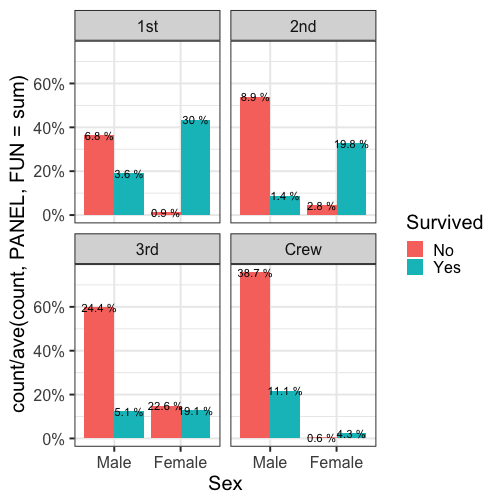 1st
2nd
60%
40%
20%
0%
6.8 %
3.6 %
0.9 %
30 %
8.9 %
1.4 %
2.8 %
19.8 %
3rd
Crew
60%
40%
20%
0%
24.4 %
5.1 %
22.6 %
19.1 %
38.7 %
11.1 %
0.6 %
4.3 %
Male
Female
Male
Female
Sex
count/ave(count, PANEL, FUN = sum)
Survived
No
Yes